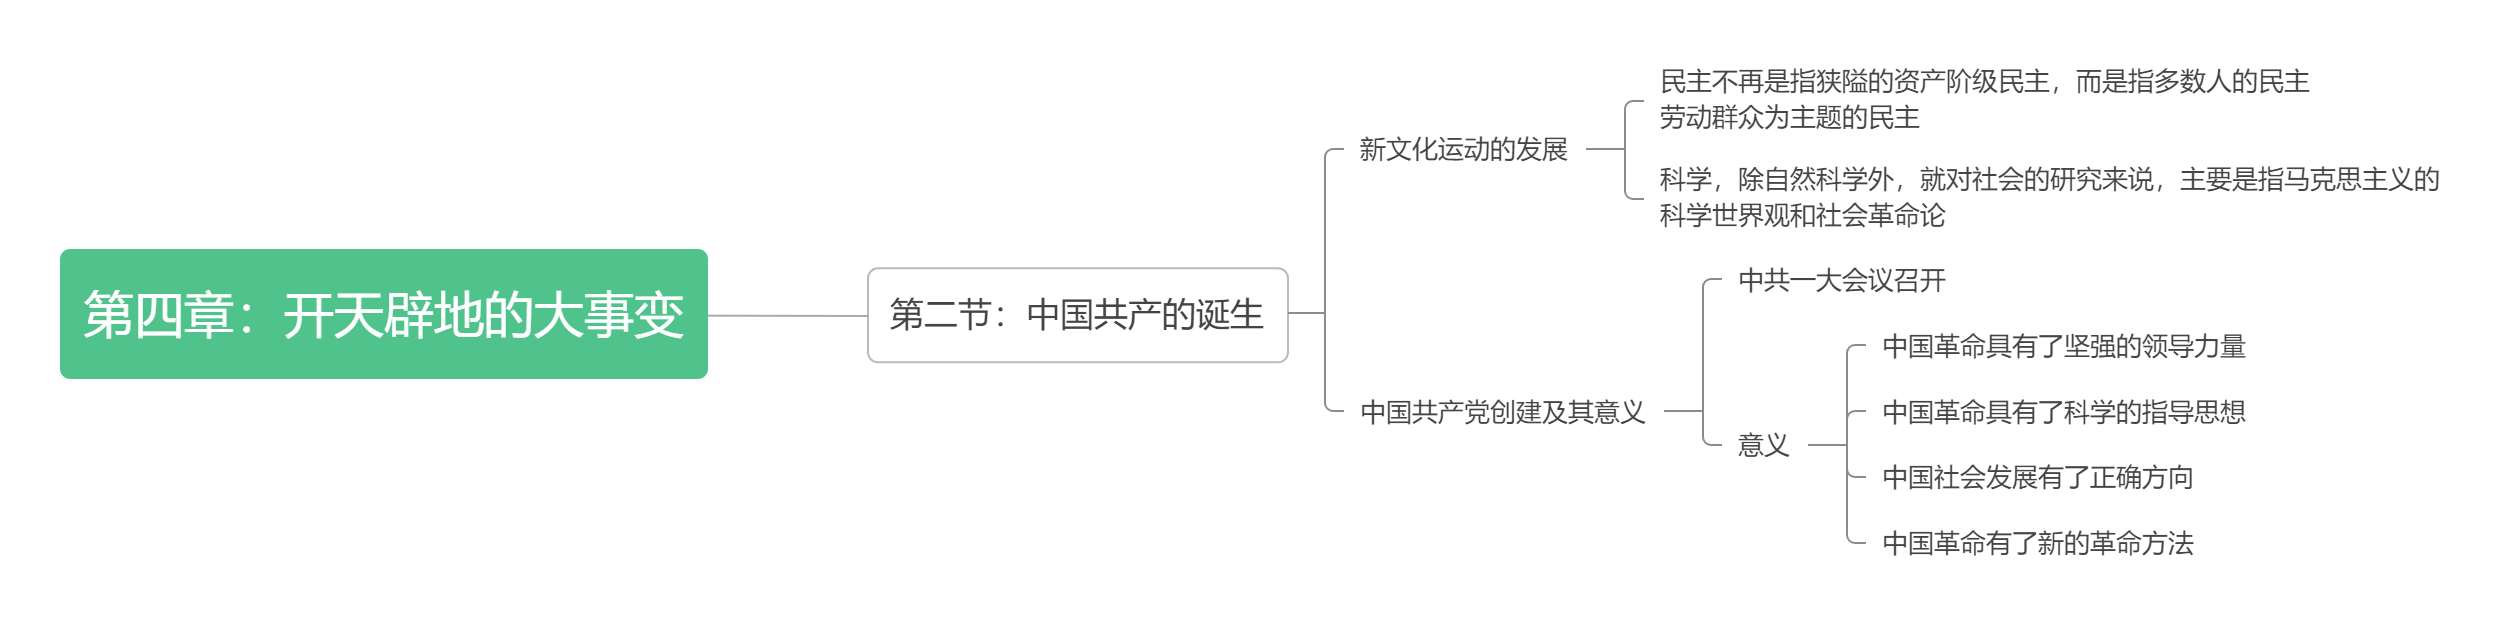 第四章：开天辟地的大事变
第二节：中国共产的诞生
新文化运动的发展
民主不再是指狭隘的资产阶级民主，而是指多数人的民主
劳动群众为主题的民主
科学，除自然科学外，就对社会的研究来说，主要是指马克思主义的
科学世界观和社会革命论
中国共产党创建及其意义
中共一大会议召开
意义
中国革命具有了坚强的领导力量
中国革命具有了科学的指导思想
中国社会发展有了正确方向
中国革命有了新的革命方法